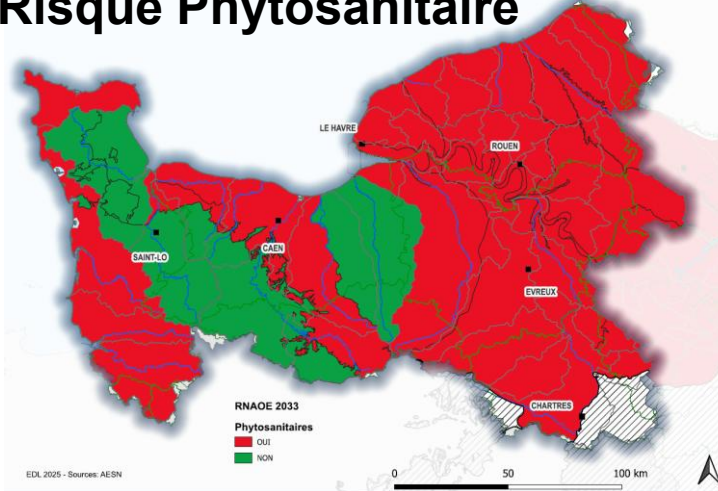 Risque Phytosanitaire
LE HAVRE
ROUEN
CAEN
SAINT-LO
EVREUX
RNAOE 2033
Phytosanitaires
OUI
NON
CHARTRES
EDL 2025 - Sources: AESN
0 50 100 km